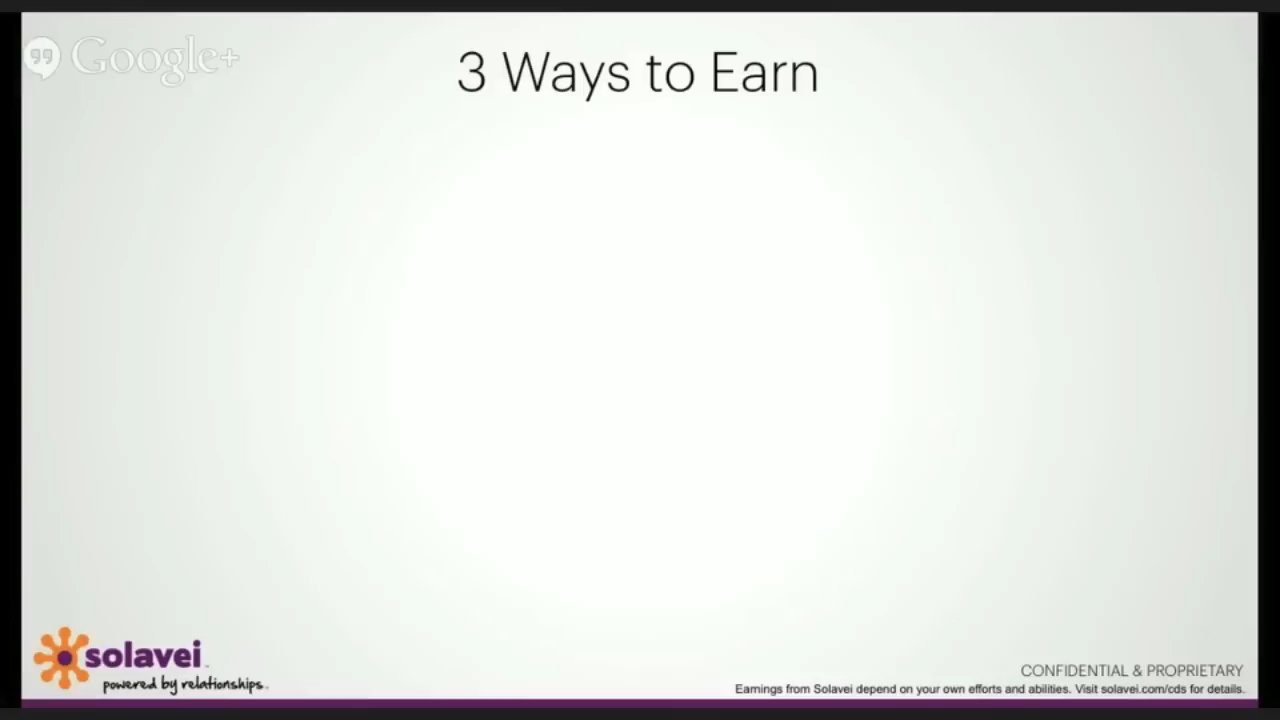 Google+
3 Ways to Earn
solavei
powered by relationships.
CONFIDENTIAL & PROPRIETARY
Earnings from Solavei depend on your own efforts and abilities. Visit solavei.com/cds for details.